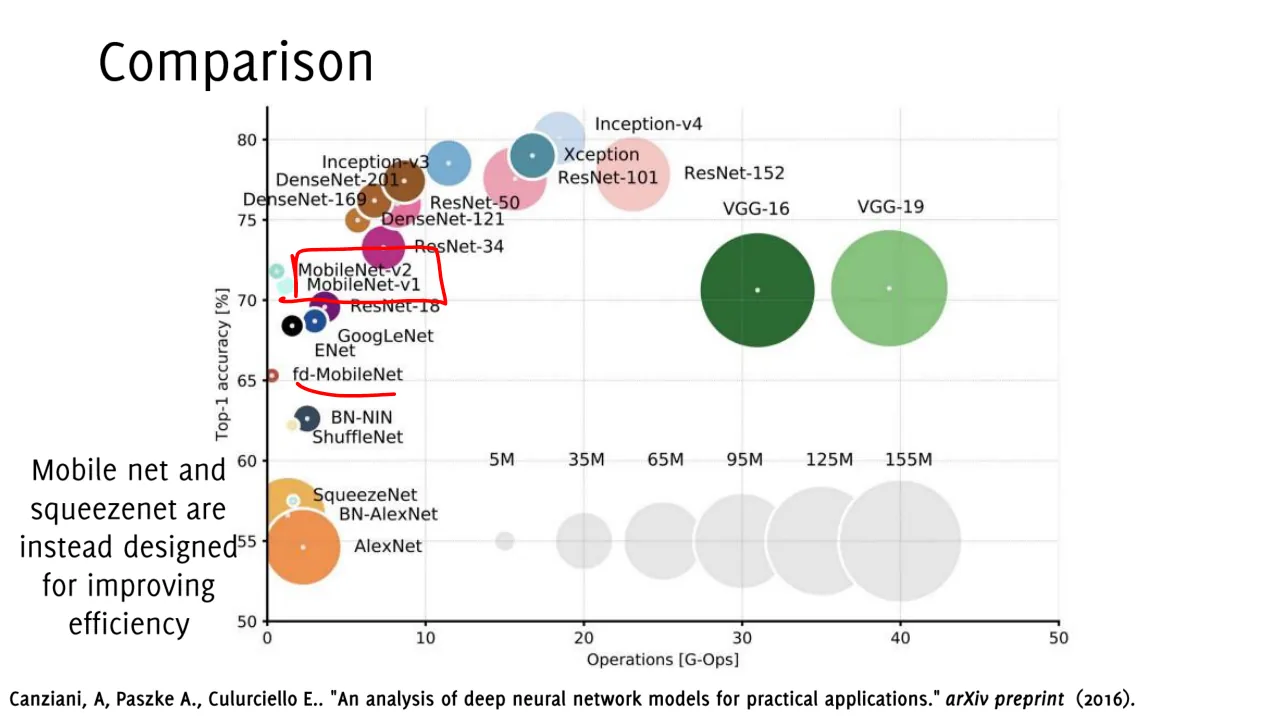 Comparison
Inception-v4
80
Inception-v3
Xception
DenseNet-201
ResNet-101
ResNet-152
DenseNet-169
ResNet-50
VGG-16
VGG-19
75
DenseNet-121
ResNet-34
MobileNet-v2
MobileNet-v1
70
ResNet-18
GoogLeNet
ENet
65
fd-MobileNet
Top-1 accuracy [%]
BN-NIN
ShuffleNet
60
5M 35M 65M 95M 125M 155M
SqueezeNet
BN-AlexNet
55
AlexNet
50
0 10 20 30 40 50
Operations [G-Ops]
Mobile net and
squeezenet are
instead designed
for improving
efficiency
Canziani, A, Paszke A., Culurciello E.. "An analysis of deep neural network models for practical applications." arXiv preprint (2016).